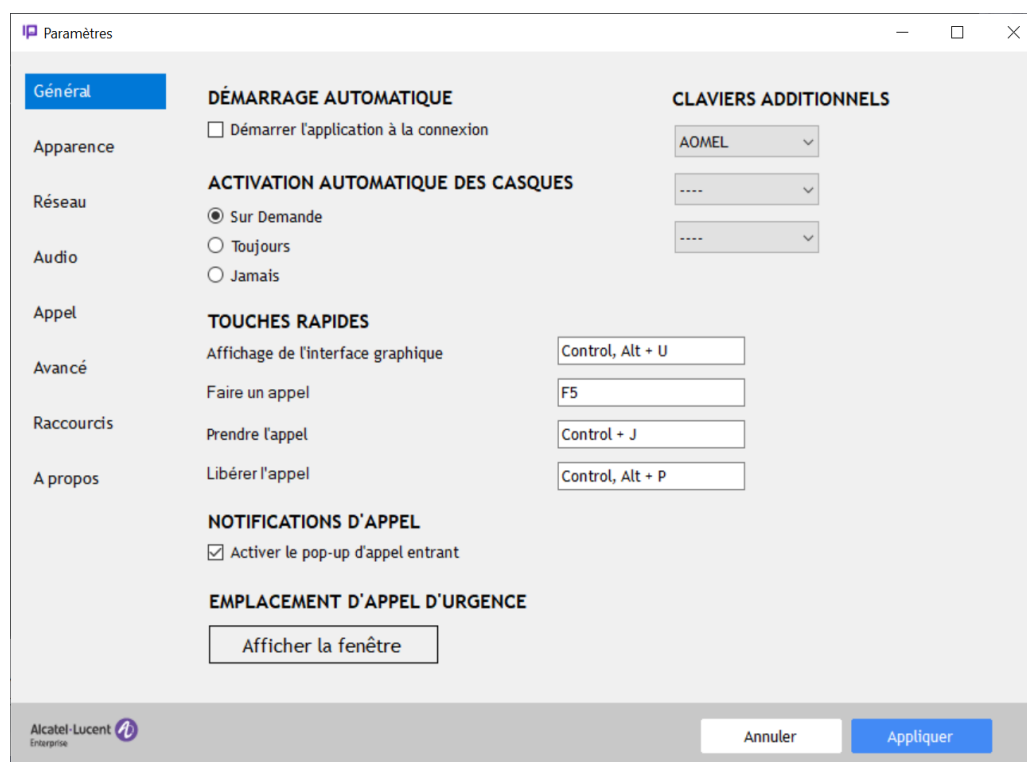 Paramètres
Général
Apparence
Réseau
Audio
Appel
Avancé
Raccourcis
A propos
DÉMARRAGE AUTOMATIQUE
Démarrer l'application à la connexion
ACTIVATION AUTOMATIQUE DES CASQUES
Sur Demande
Toujours
Jamais
TOUCHES RAPIDES
Affichage de l'interface graphique
Control, Alt + U
Faire un appel
F5
Prendre l'appel
Control + J
Libérer l'appel
Control, Alt + P
NOTIFICATIONS D'APPEL
Activer le pop-up d'appel entrant
EMPLACEMENT D'APPEL D'URGENCE
Afficher la fenêtre
CLAVIERS ADDITIONNELS
AOMEL
----
----
Alcatel-Lucent
Enterprise
Annuler
Appliquer